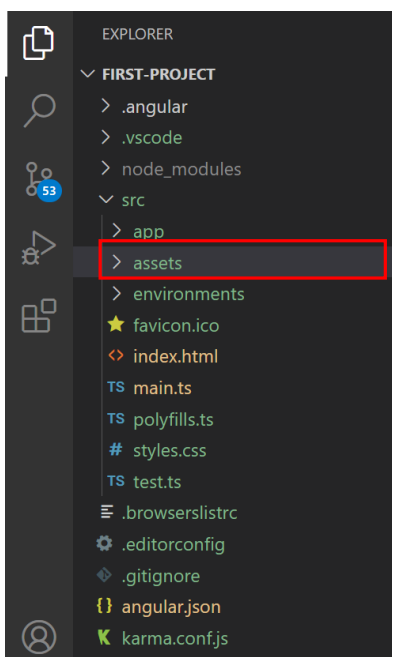 EXPLORER
FIRST-PROJECT
.angular
.vscode
node_modules
53
src
app
assets
environments
favicon.ico
<> index.html
TS main.ts
TS polyfills.ts
# styles.css
TS test.ts
.browserslistrc
.editorconfig
.gitignore
{} angular.json
K karma.conf.js